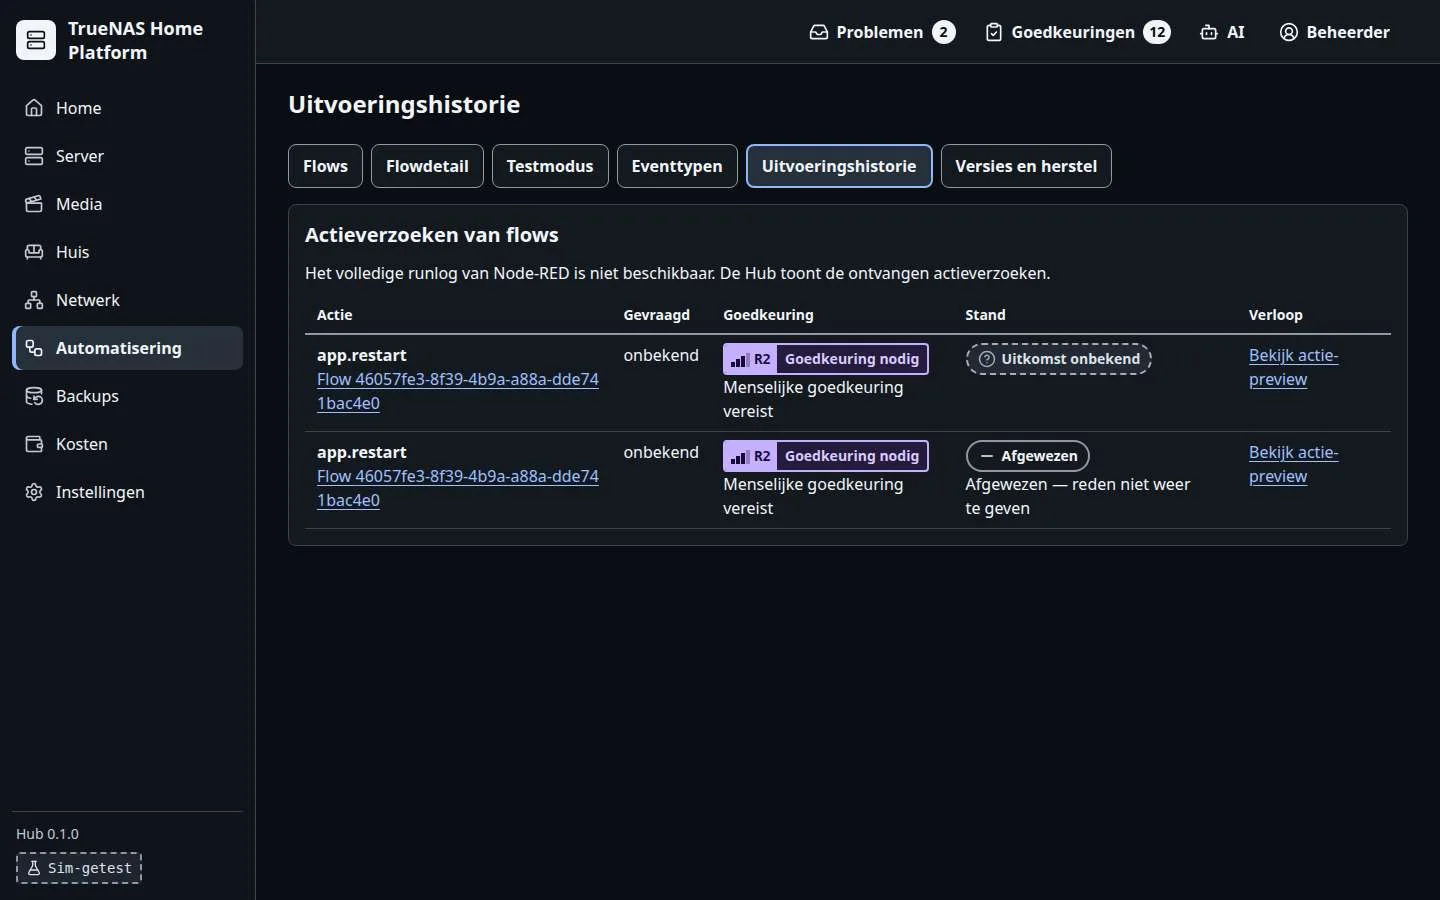 TrueNAS Home
Platform
Problemen 2
Goedkeuringen 12
AI
Beheerder
Home
Server
Media
Huis
Netwerk
Automatisering
Backups
Kosten
Instellingen
Hub 0.1.0
Sim-getest
Uitvoeringshistorie
Flows
Flowdetail
Testmodus
Eventtypen
Uitvoeringshistorie
Versies en herstel
Actieverzoeken van flows
Het volledige runlog van Node-RED is niet beschikbaar. De Hub toont de ontvangen actieverzoeken.
Actie Gevraagd Goedkeuring Stand Verloop
app.restart
Flow 46057fe3-8f39-4b9a-a88a-dde74
1bac4e0
onbekend
R2 Goedkeuring nodig
Menselijke goedkeuring
vereist
Uitkomst onbekend
Bekijk actie-
preview
app.restart
Flow 46057fe3-8f39-4b9a-a88a-dde74
1bac4e0
onbekend
R2 Goedkeuring nodig
Menselijke goedkeuring
vereist
Afgewezen
Afgewezen — reden niet weer
te geven
Bekijk actie-
preview